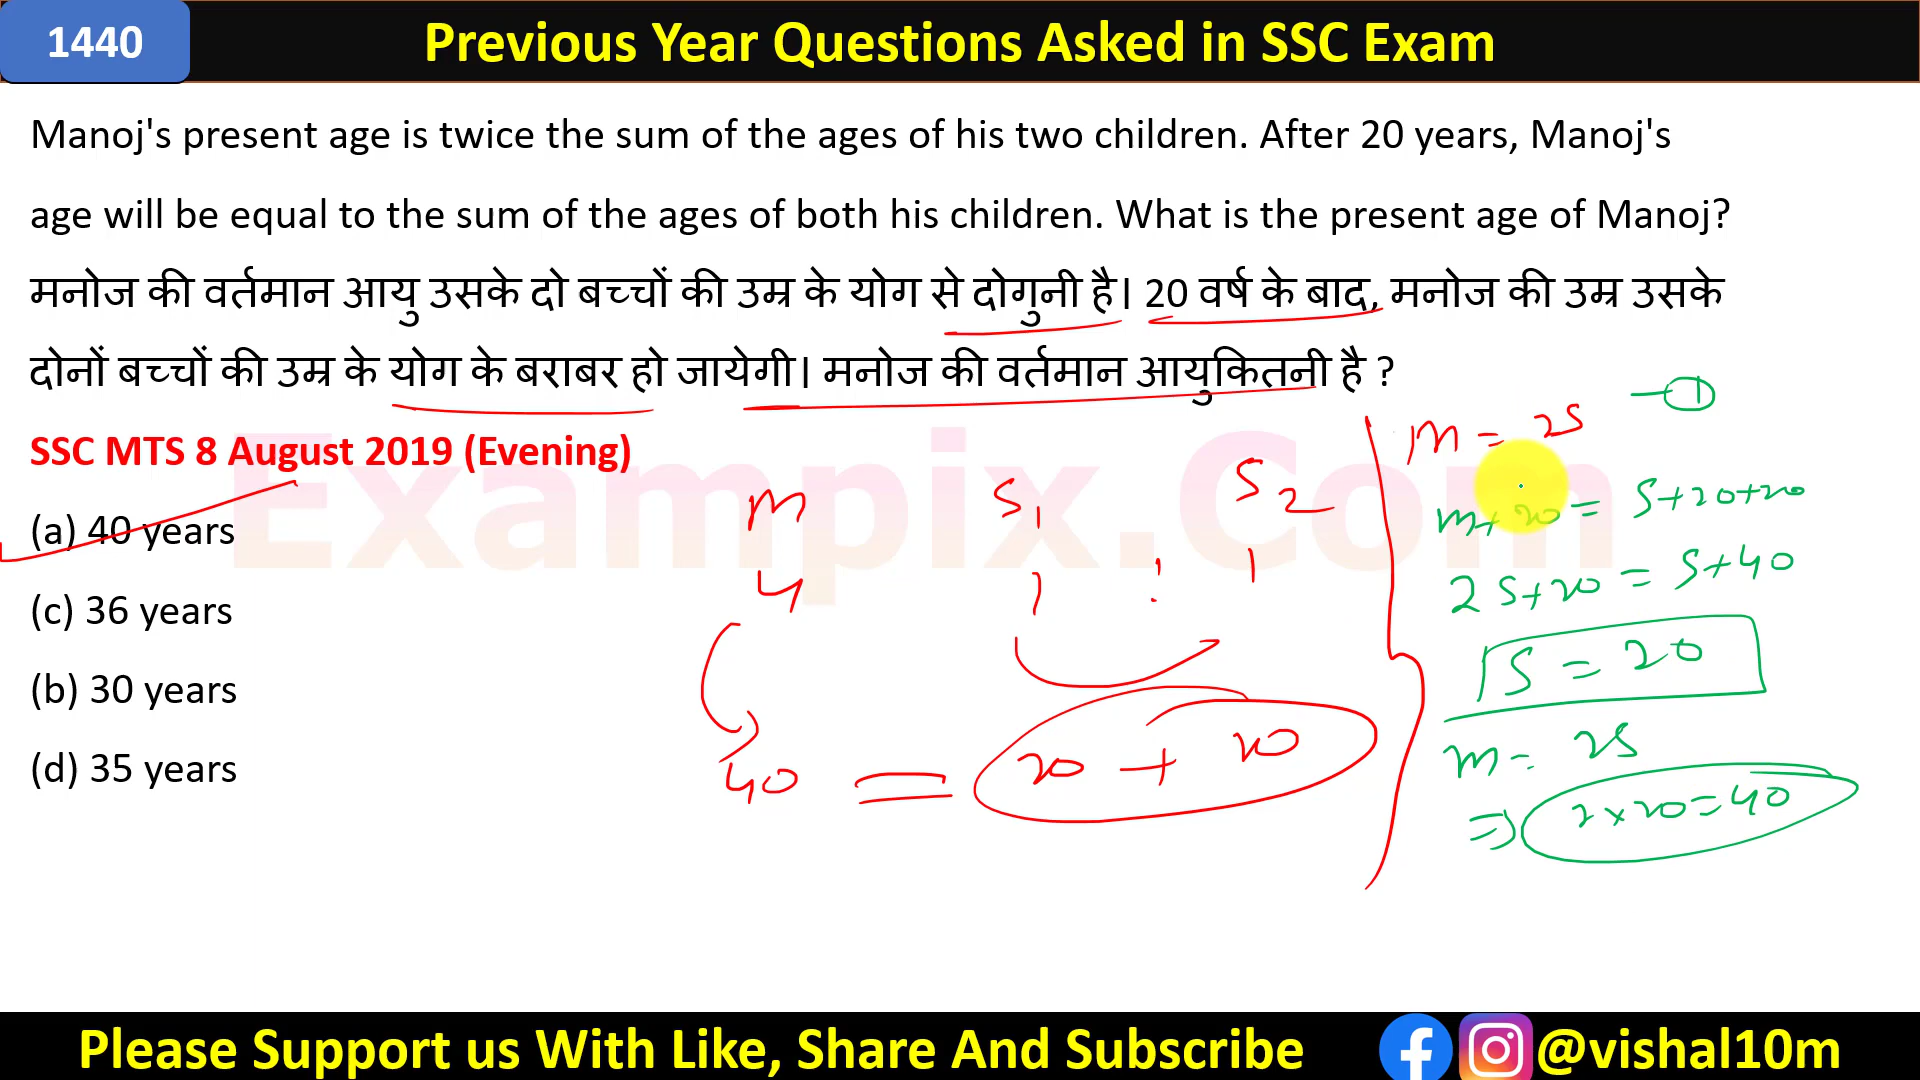 1440
Previous Year Questions Asked in SSC Exam
Manoj's present age is twice the sum of the ages of his two children. After 20 years, Manoj's
age will be equal to the sum of the ages of both his children. What is the present age of Manoj?
मनोज की वर्तमान आयु उसके दो बच्चों की उम्र के योग से दोगुनी है। 20 वर्ष के बाद, मनोज की उम्र उसके
दोनों बच्चों की उम्र के योग के बराबर हो जायेगी। मनोज की वर्तमान आयुकितनी है ?
SSC MTS 8 August 2019 (Evening)
(a) 40 years
(c) 36 years
(b) 30 years
(d) 35 years
Exampix.Com
m S1 S2
4 1 : 1
40 = 20 + 20
m = 2S —①
m+20 = S+20+20
2S+20 = S+40
S = 20
m = 2S
⇒ 2×20=40
Please Support us With Like, Share And Subscribe
@vishal10m